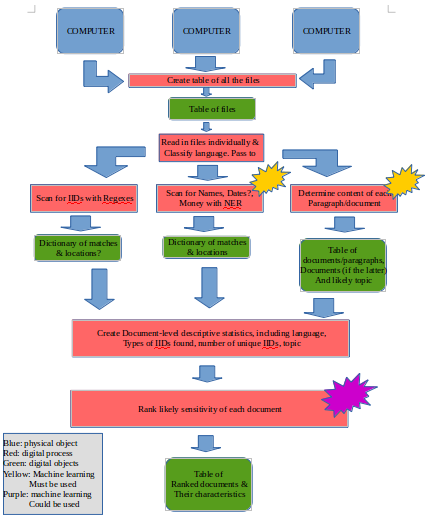 COMPUTER
COMPUTER
COMPUTER
Create table of all the files
Table of files
Read in files individually &
Classify language. Pass to
Scan for IIDs with Regexes
Scan for Names, Dates?,
Money with NER
Determine content of each
Paragraph/document
Dictionary of matches
& locations?
Dictionary of matches
& locations
Table of
documents/paragraphs,
Documents (if the latter)
And likely topic
Create Document-level descriptive statistics, including language,
Types of IIDs found, number of unique IIDs, topic
Rank likely sensitivity of each document
Table of
Ranked documents &
Their characteristics
Blue: physical object
Red: digital process
Green: digital objects
Yellow: Machine learning
Must be used
Purple: machine learning
Could be used